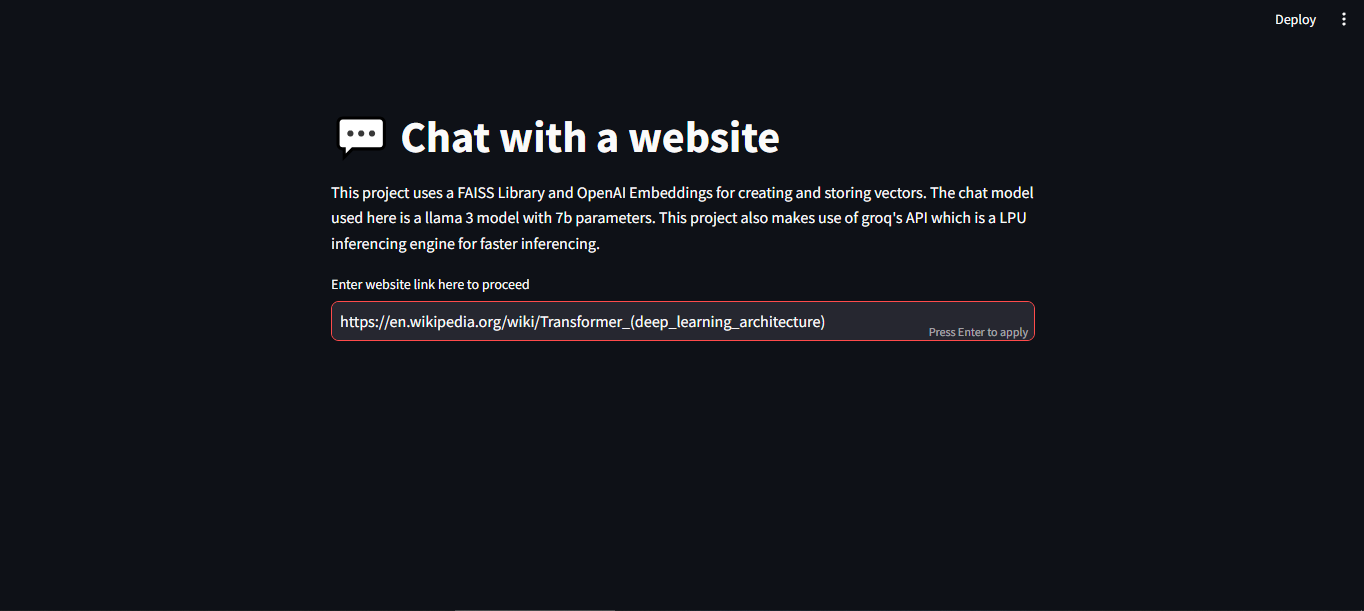 Deploy
Chat with a website
This project uses a FAISS Library and OpenAI Embeddings for creating and storing vectors. The chat model
used here is a llama 3 model with 7b parameters. This project also makes use of groq's API which is a LPU
inferencing engine for faster inferencing.
Enter website link here to proceed
https://en.wikipedia.org/wiki/Transformer_(deep_learning_architecture)
Press Enter to apply